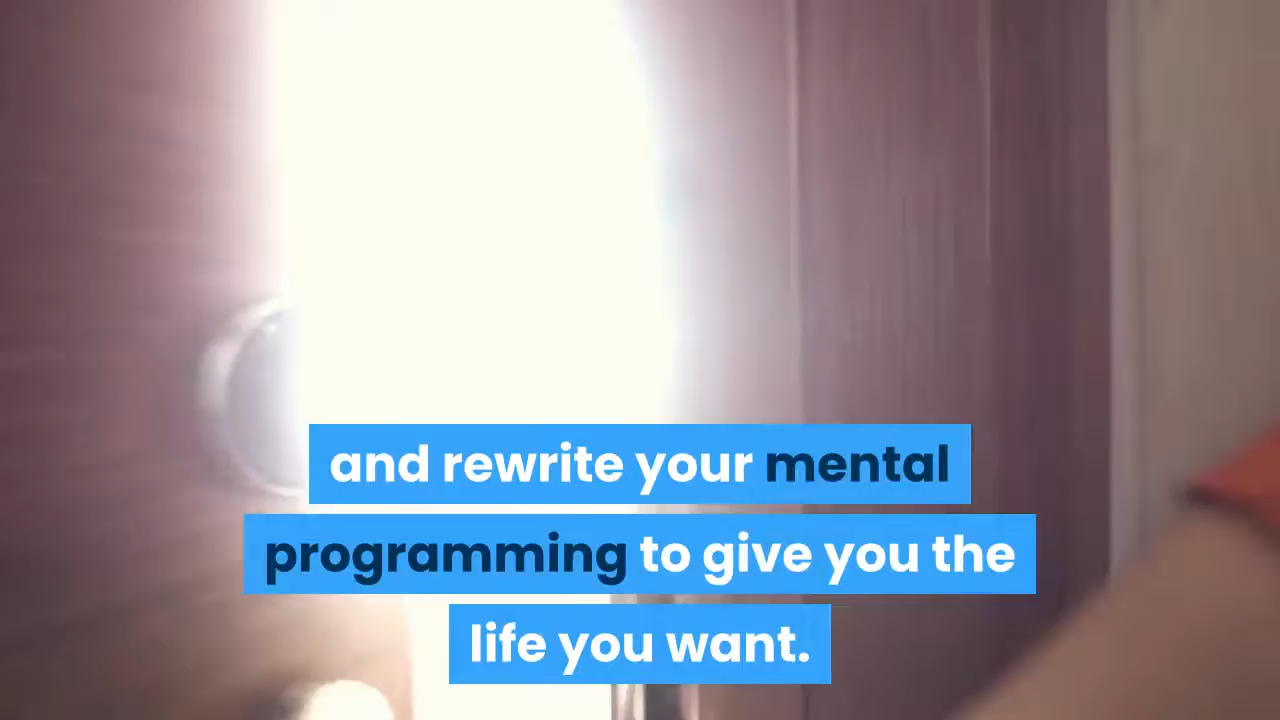 and rewrite your mental
programming to give you the
life you want.